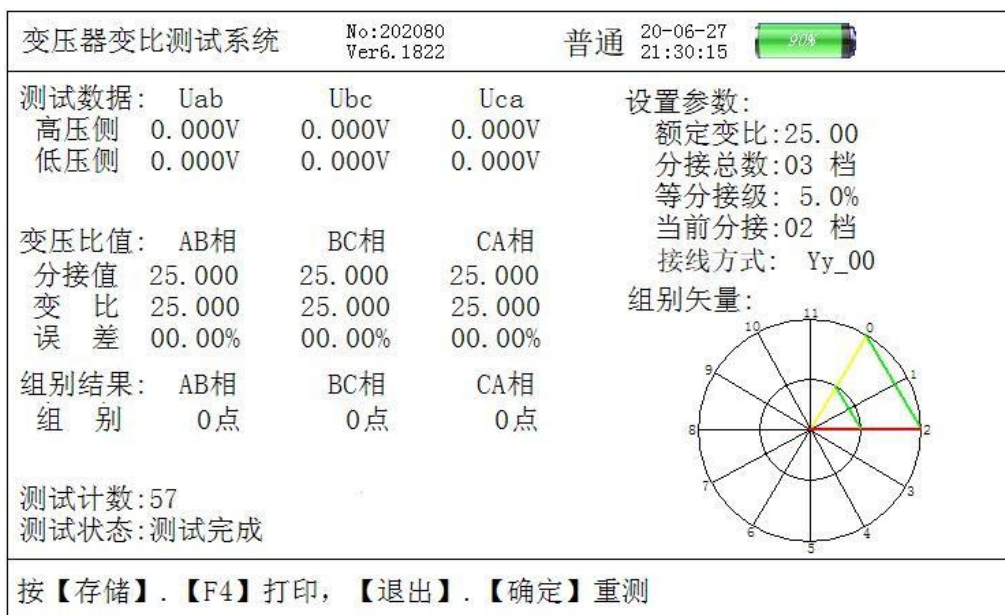 变压器变比测试系统 No:202080 普通 20-06-27 90%
Ver6.1822 21:30:15
测试数据: Uab Ubc Uca
高压侧 0.000V 0.000V 0.000V
低压侧 0.000V 0.000V 0.000V
变压比值: AB相 BC相 CA相
分接值 25.000 25.000 25.000
变 比 25.000 25.000 25.000
误 差 00.00% 00.00% 00.00%
组别结果: AB相 BC相 CA相
组 别 0点 0点 0点
测试计数:57
测试状态:测试完成
设置参数:
额定变比:25.00
分接总数:03 档
等分接级: 5.0%
当前分接:02 档
接线方式: Yy_00
组别矢量:
11
10 0
9 1
8 2
7 3
6 4
5
按【存储】.【F4】打印, 【退出】.【确定】重测